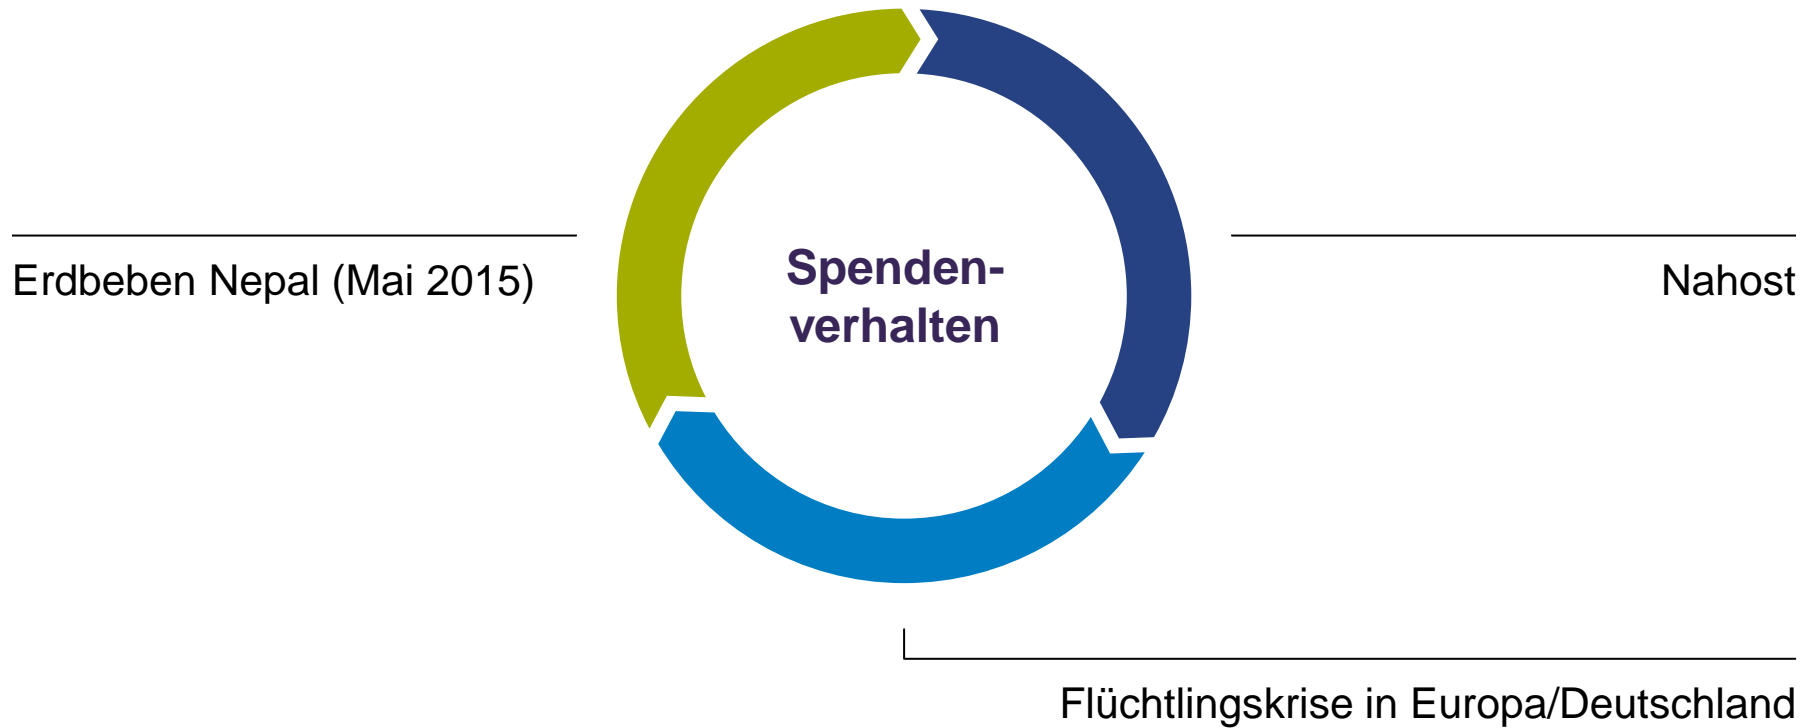 Spenden-
verhalten
Erdbeben Nepal (Mai 2015)
Nahost
Flüchtlingskrise in Europa/Deutschland